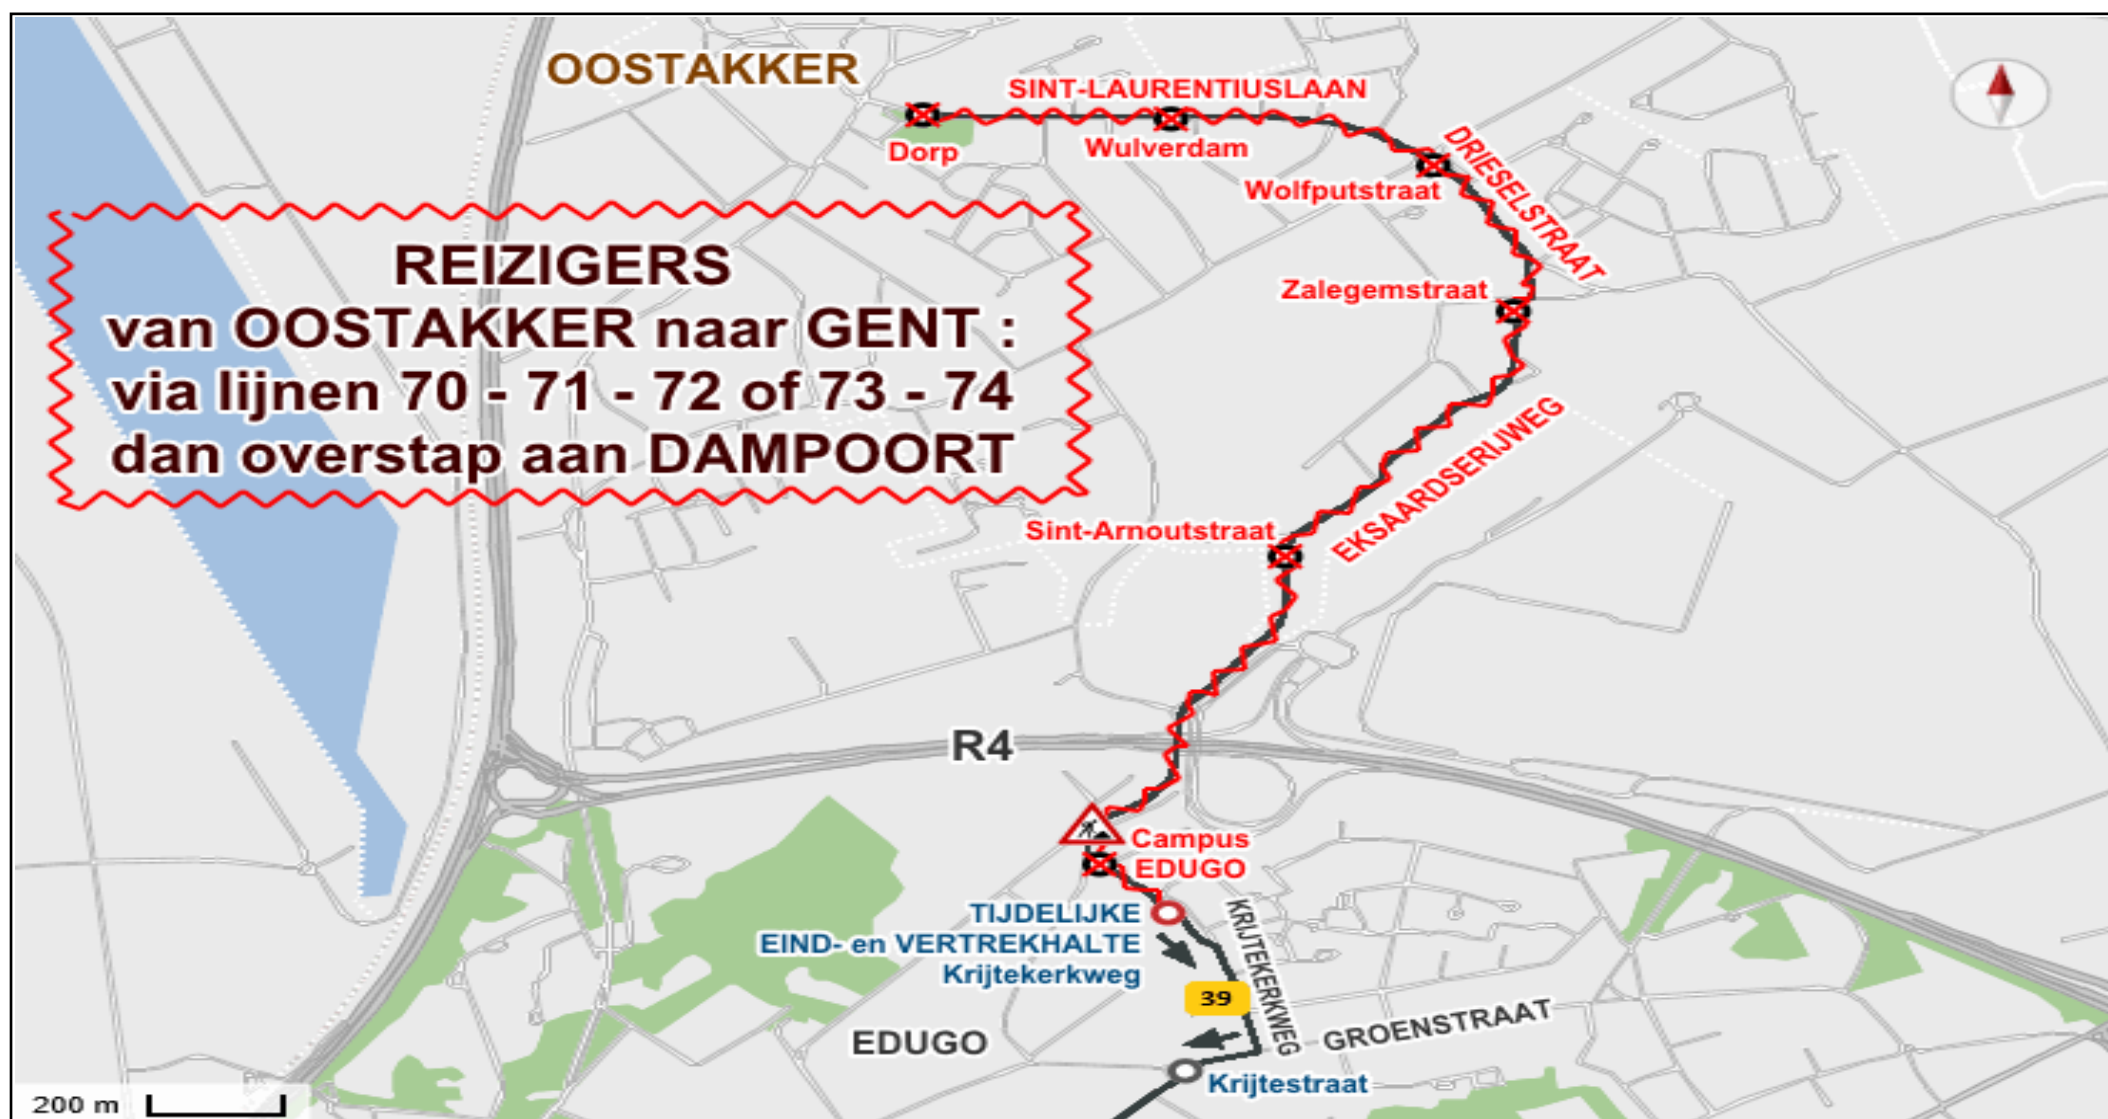 OOSTAKKER
SINT-LAURENTIUSLAAN
Dorp
Wulverdam
DRIESELSTRAAT
Wolfputstraat
REIZIGERS
van OOSTAKKER naar GENT :
via lijnen 70 - 71 - 72 of 73 - 74
dan overstap aan DAMPOORT
Zalegemstraat
EKSAARDSERIJWEG
Sint-Arnoutstraat
R4
Campus
EDUGO
TIJDELIJKE
EIND- en VERTREKHALTE
Krijtekerkweg
KRIJTEKERKWEG
39
GROENSTRAAT
EDUGO
Krijtestraat
200 m